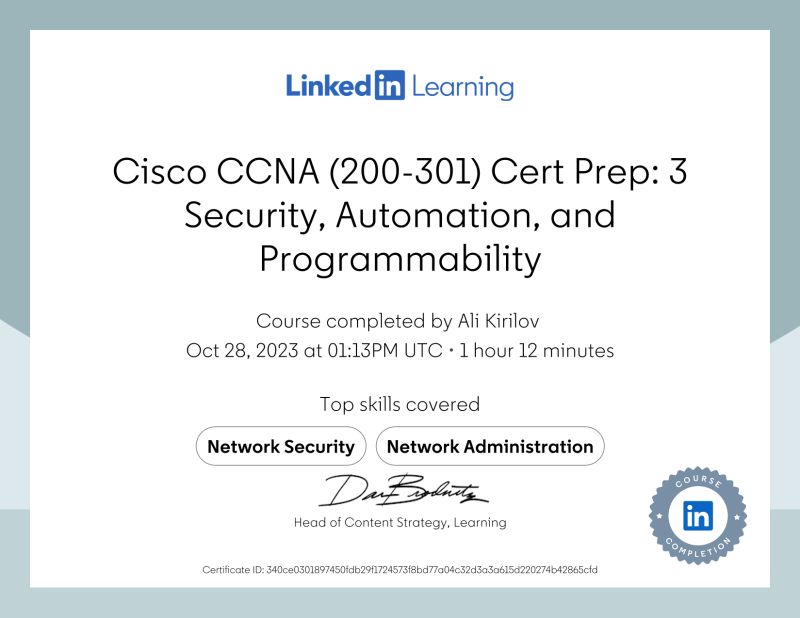 Linked in Learning
Cisco CCNA (200-301) Cert Prep: 3
Security, Automation, and
Programmability
Course completed by Ali Kirilov
Oct 28, 2023 at 01:13PM UTC • 1 hour 12 minutes
Top skills covered
Network Security Network Administration
Head of Content Strategy, Learning
COURSE
in
COMPLETION
Certificate ID: 340ce0301897450fdb29f1724573f8bd77a04c32d3a3a615d220274b42865cfd